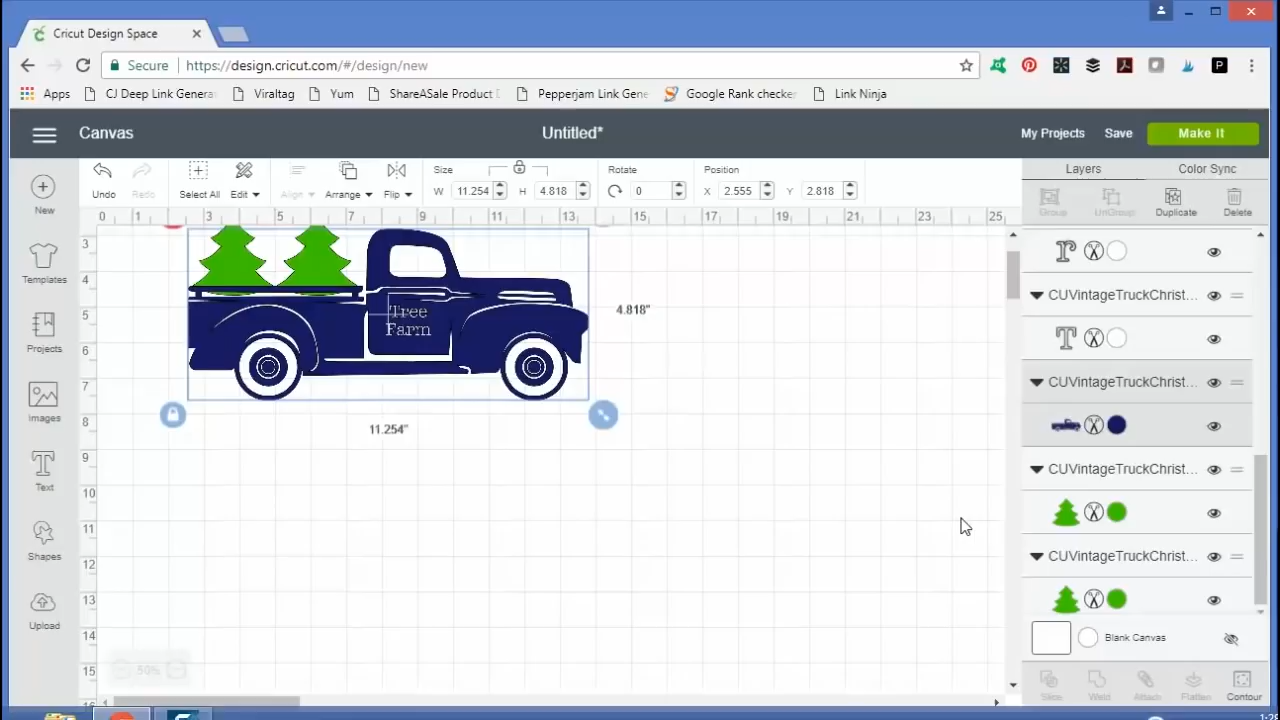 Cricut Design Space
Secure https://design.cricut.com/#/design/new
Apps CJ Deep Link Genera Viraltag Yum ShareASale Product Pepperjam Link Gene Google Rank checker Link Ninja
Canvas Untitled* My Projects Save Make It
Size Rotate Position Layers Color Sync
W 11.254 H 4.818 0 X 2.555 Y 2.818
Undo Redo Select All Edit Align Arrange Flip
Group UnGroup Duplicate Delete
0 1 3 5 7 9 11 13 15 17 19 21 23 25
New
Templates
Projects
Images
Text
Shapes
Upload
3
4
5
6
7
8
9
10
11
12
13
14
15
Tree
Farm
4.818"
11.254"
50%
r
CUVintageTruckChrist...
T
CUVintageTruckChrist...
CUVintageTruckChrist...
CUVintageTruckChrist...
Blank Canvas
Slice Weld Attach Flatten Contour